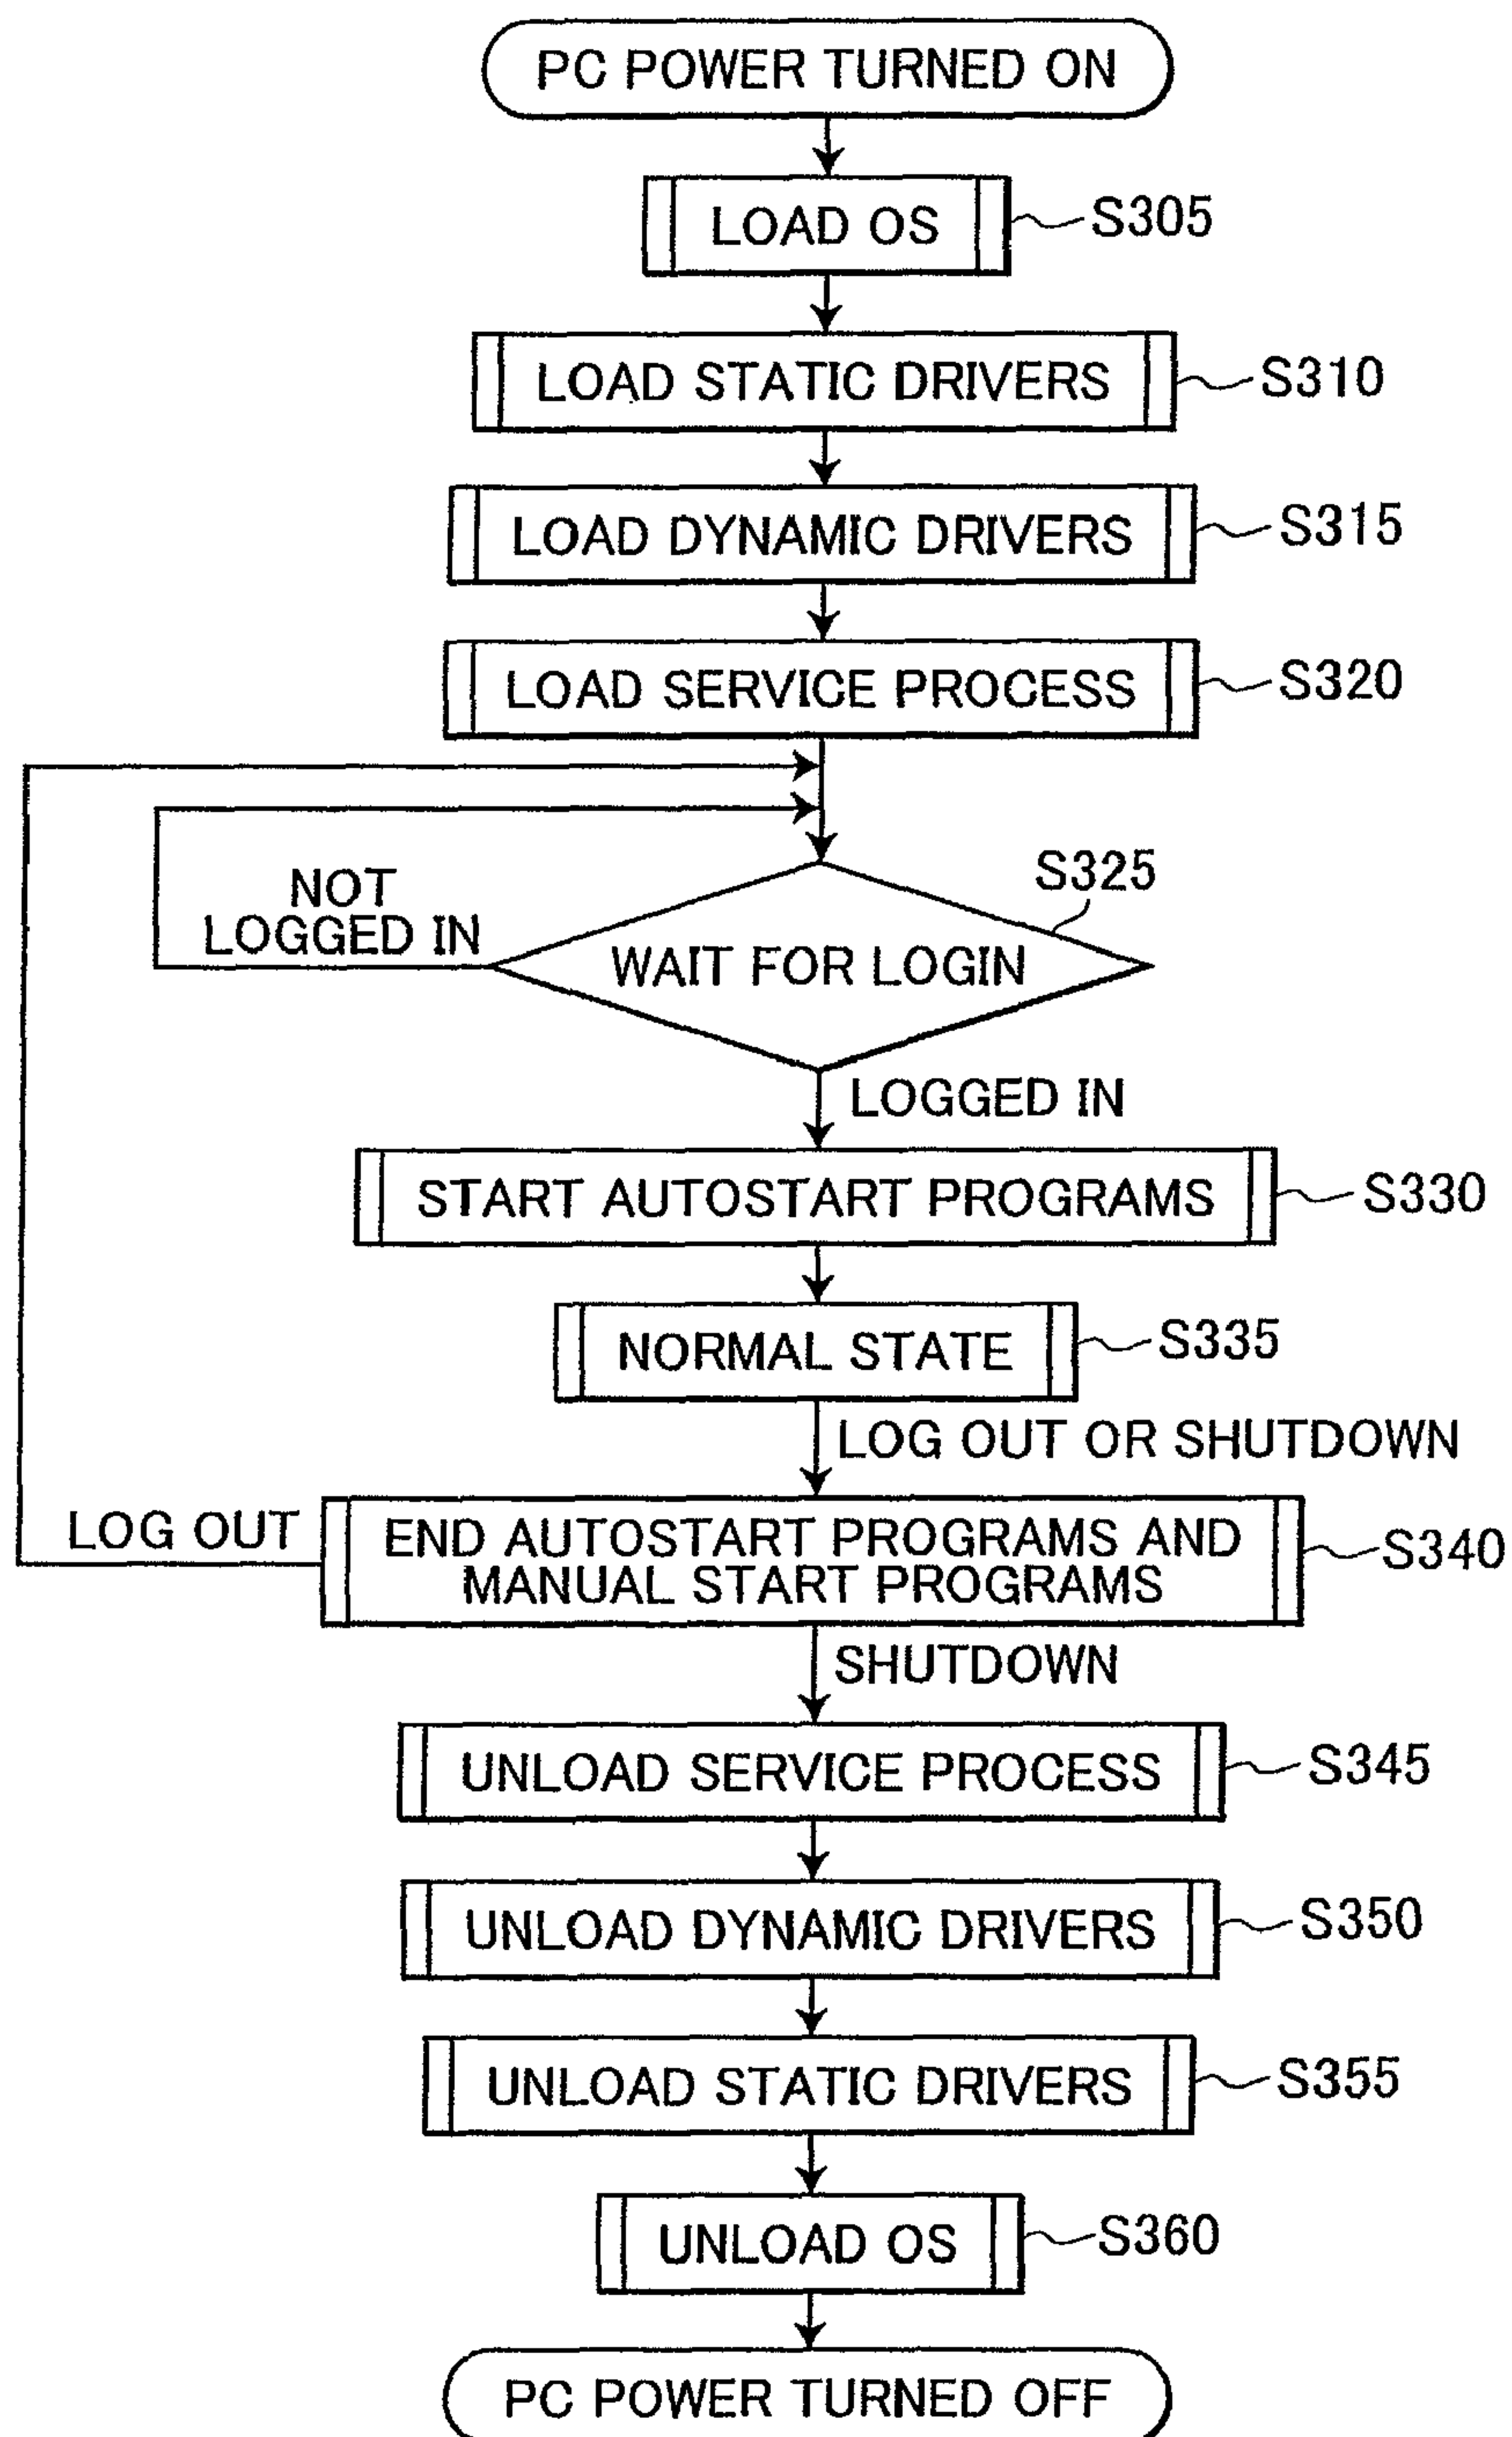 PC POWER TURNED ON
LOAD OS
S305
LOAD STATIC DRIVERS
S310
LOAD DYNAMIC DRIVERS
S315
LOAD SERVICE PROCESS
S320
NOT
LOGGED IN
S325
WAIT FOR LOGIN
LOGGED IN
START AUTOSTART PROGRAMS
S330
NORMAL STATE
S335
LOG OUT OR SHUTDOWN
LOG OUT
END AUTOSTART PROGRAMS AND
MANUAL START PROGRAMS
S340
SHUTDOWN
UNLOAD SERVICE PROCESS
S345
UNLOAD DYNAMIC DRIVERS
S350
UNLOAD STATIC DRIVERS
S355
UNLOAD OS
S360
PC POWER TURNED OFF